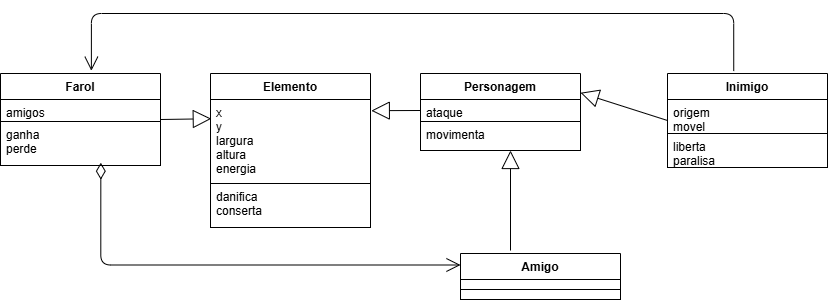 Farol
amigos
ganha
perde
Elemento
x
y
largura
altura
energia
danifica
conserta
Personagem
ataque
movimenta
Inimigo
origem
movel
liberta
paralisa
Amigo